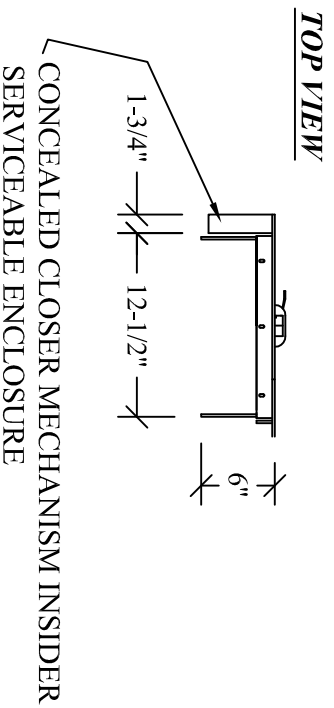 TOP VIEW
1-3/4"
12-1/2"
6"
CONCEALED CLOSER MECHANISM INSIDER
SERVICEABLE ENCLOSURE